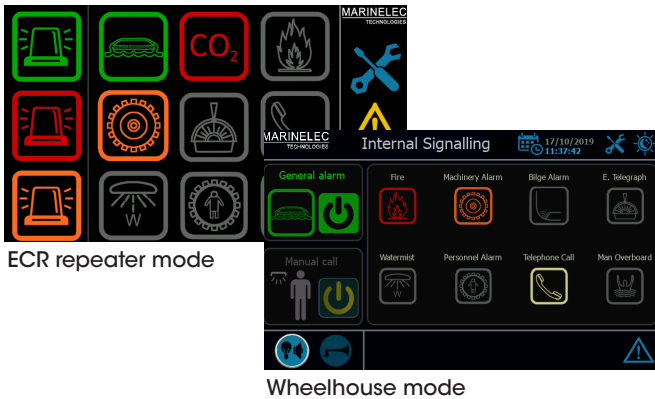 MARINELEC
TECHNOLOGIES
CO2
W
ECR repeater mode
MARINELEC
TECHNOLOGIES
Internal Signalling
17/10/2019
11:37:42
General alarm
Fire
Machinery Alarm
Bilge Alarm
E. Telegraph
Manual call
Watermist
Personnel Alarm
Telephone Call
Man Overboard
W
Wheelhouse mode